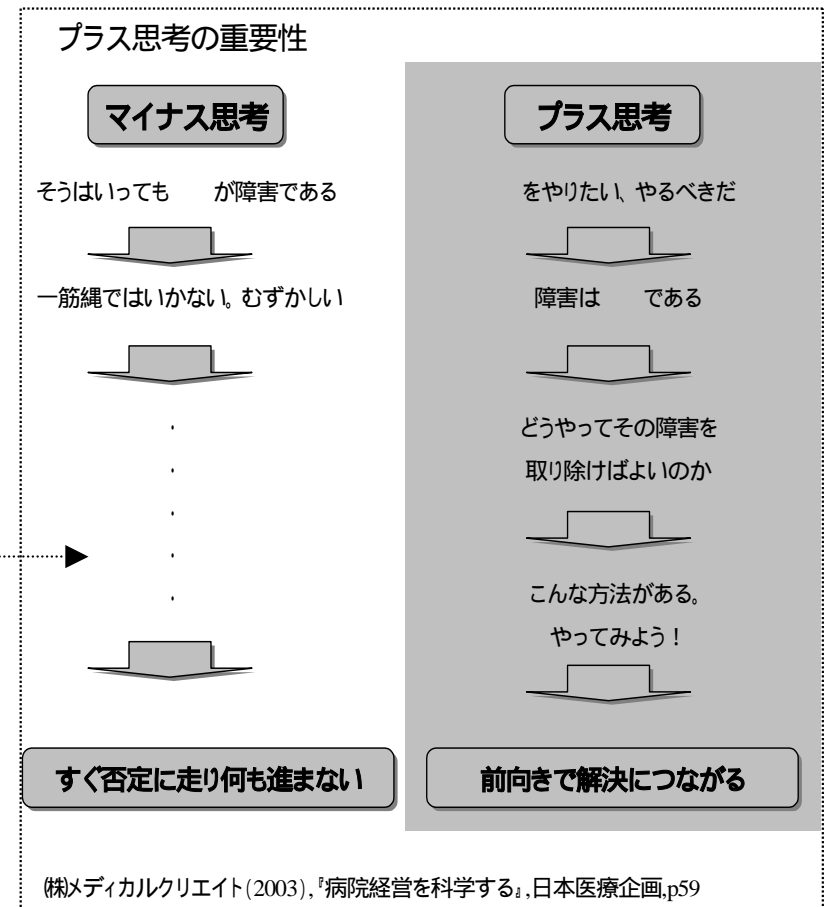 プラス思考の重要性
マイナス思考
そうはいっても　　が障害である
一筋縄ではいかない。むずかしい
・
・
・
・
・
すぐ否定に走り何も進まない
プラス思考
をやりたい、やるべきだ
障害は　　である
どうやってその障害を
取り除けばよいのか
こんな方法がある。
やってみよう！
前向きで解決につながる
㈱メディカルクリエイト(2003),『病院経営を科学する』,日本医療企画,p59